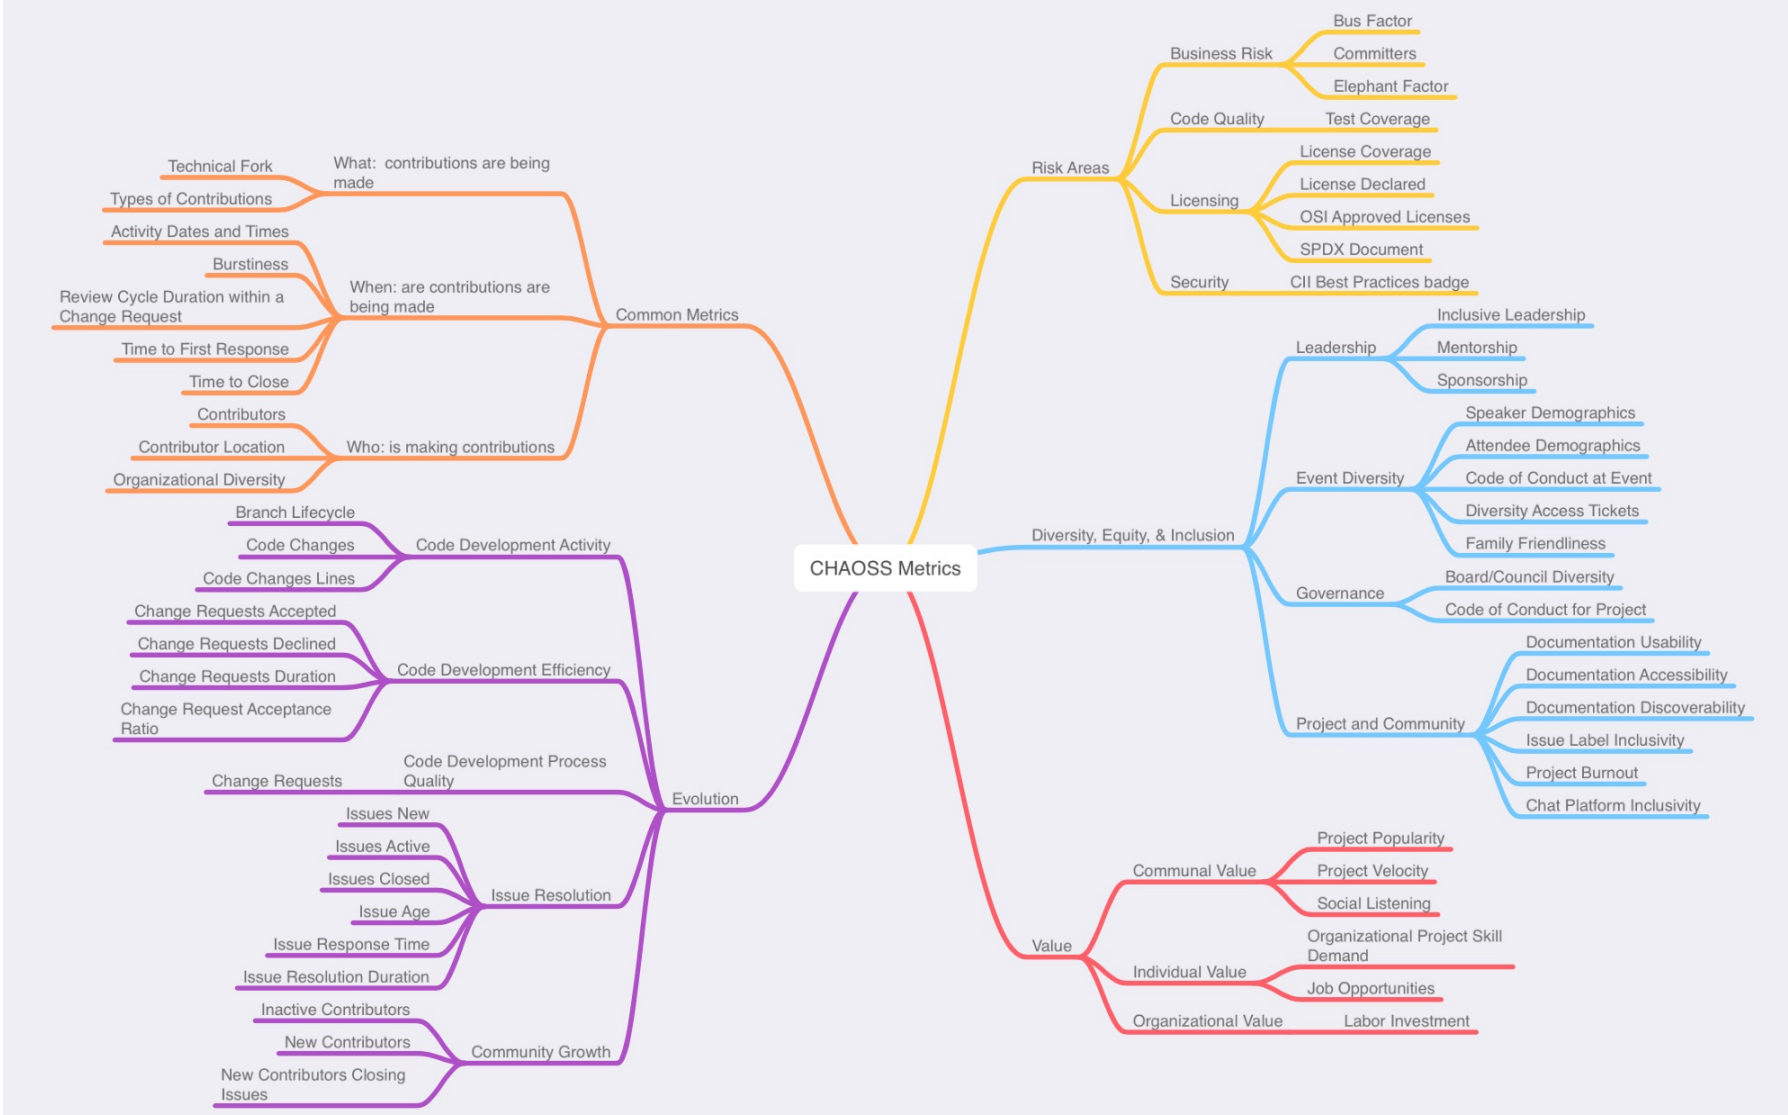 CHAOSS Metrics
Common Metrics
What:  contributions are being
made
Technical Fork
Types of Contributions
When: are contributions are
being made
Activity Dates and Times
Burstiness
Review Cycle Duration within a
Change Request
Time to First Response
Time to Close
Who: is making contributions
Contributors
Contributor Location
Organizational Diversity
Evolution
Code Development Activity
Branch Lifecycle
Code Changes
Code Changes Lines
Code Development Efficiency
Change Requests Accepted
Change Requests Declined
Change Requests Duration
Change Request Acceptance
Ratio
Code Development Process
Quality
Change Requests
Issue Resolution
Issues New
Issues Active
Issues Closed
Issue Age
Issue Response Time
Issue Resolution Duration
Community Growth
Inactive Contributors
New Contributors
New Contributors Closing
Issues
Risk Areas
Business Risk
Bus Factor
Committers
Elephant Factor
Code Quality
Test Coverage
Licensing
License Coverage
License Declared
OSI Approved Licenses
SPDX Document
Security
CII Best Practices badge
Diversity, Equity, & Inclusion
Leadership
Inclusive Leadership
Mentorship
Sponsorship
Event Diversity
Speaker Demographics
Attendee Demographics
Code of Conduct at Event
Diversity Access Tickets
Family Friendliness
Governance
Board/Council Diversity
Code of Conduct for Project
Project and Community
Documentation Usability
Documentation Accessibility
Documentation Discoverability
Issue Label Inclusivity
Project Burnout
Chat Platform Inclusivity
Value
Communal Value
Project Popularity
Project Velocity
Social Listening
Individual Value
Organizational Project Skill
Demand
Job Opportunities
Organizational Value
Labor Investment